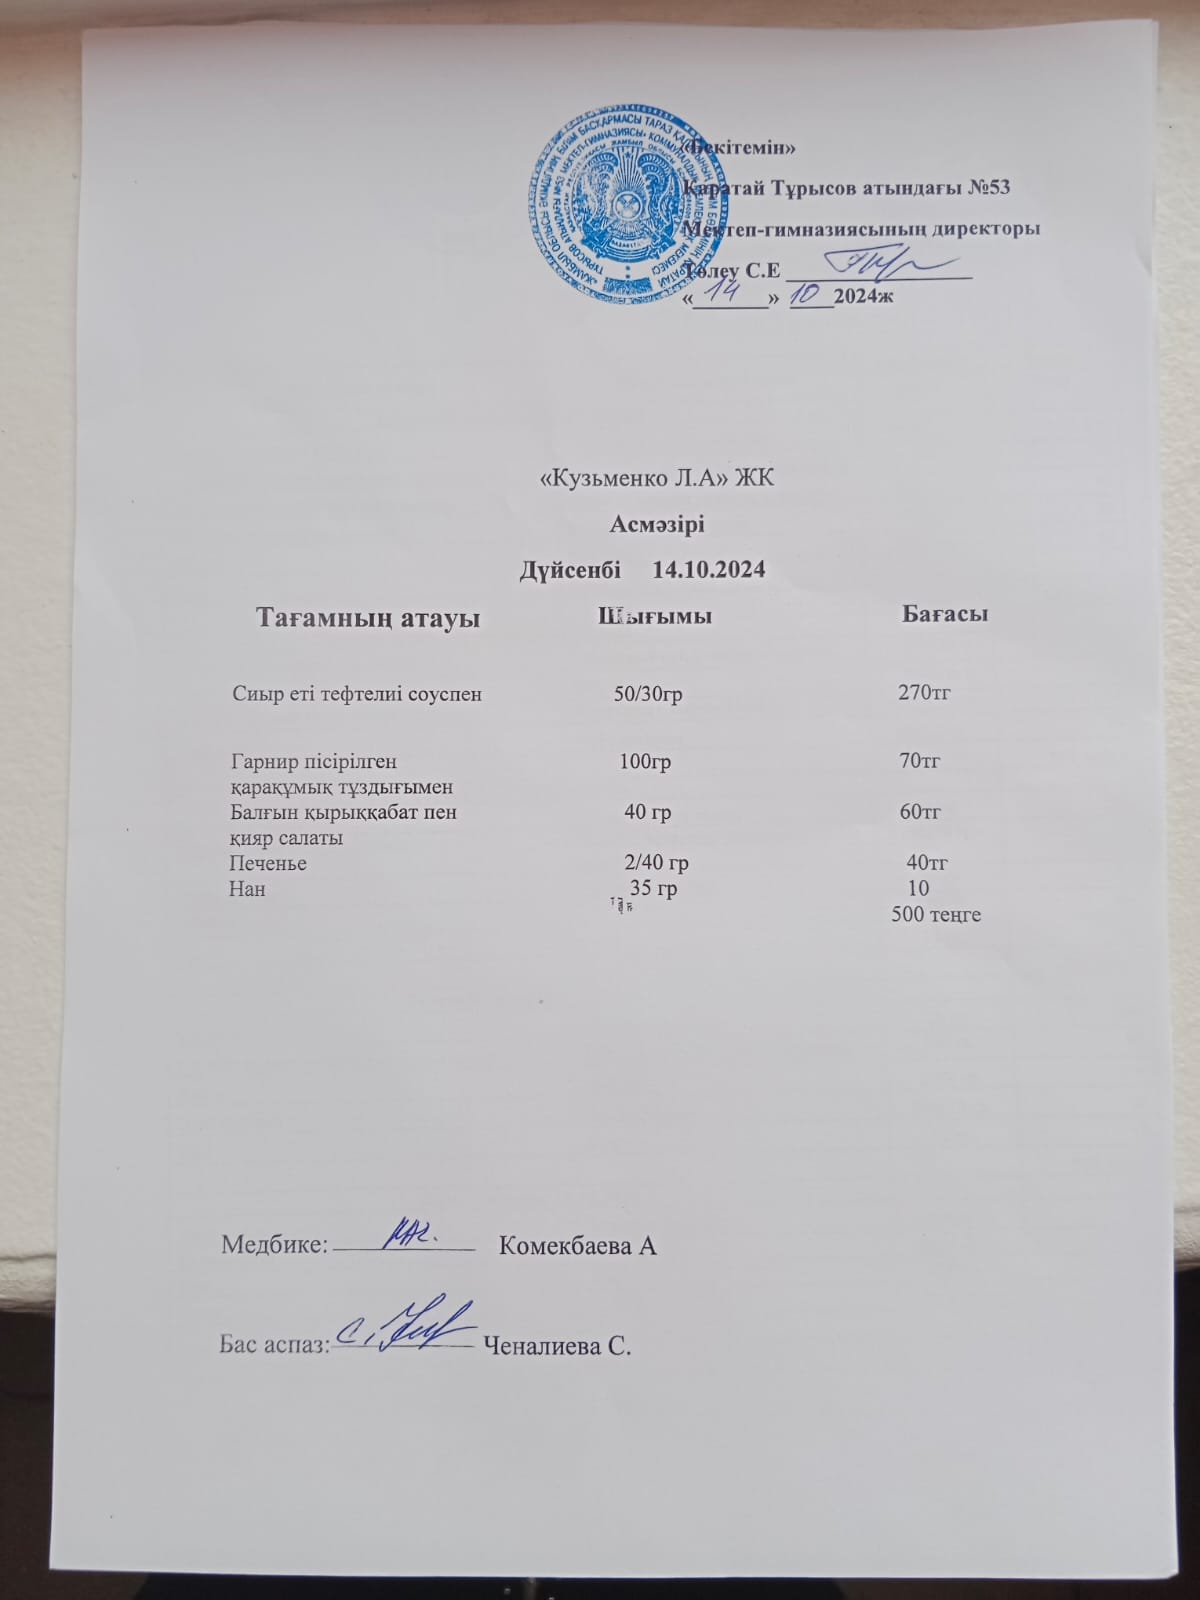 «Бекітемін»
Қаратай Тұрысов атындағы №53
Мектеп-гимназиясының директоры
Төлеу С.Е
« 14 » 10 2024ж
«Кузьменко Л.А» ЖК
Асмәзірі
Дүйсенбі 14.10.2024
Тағамның атауы Шығымы Бағасы
Сиыр еті тефтелиі соуспен 50/30гр 270тг
Гарнир пісірілген 100гр 70тг
қарақұмық тұздығымен
Балғын қырыққабат пен 40 гр 60тг
қияр салаты
Печенье 2/40 гр 40тг
Нан 35 гр 10
500 теңге
Медбике: Комекбаева А
Бас аспаз: Ченалиева С.